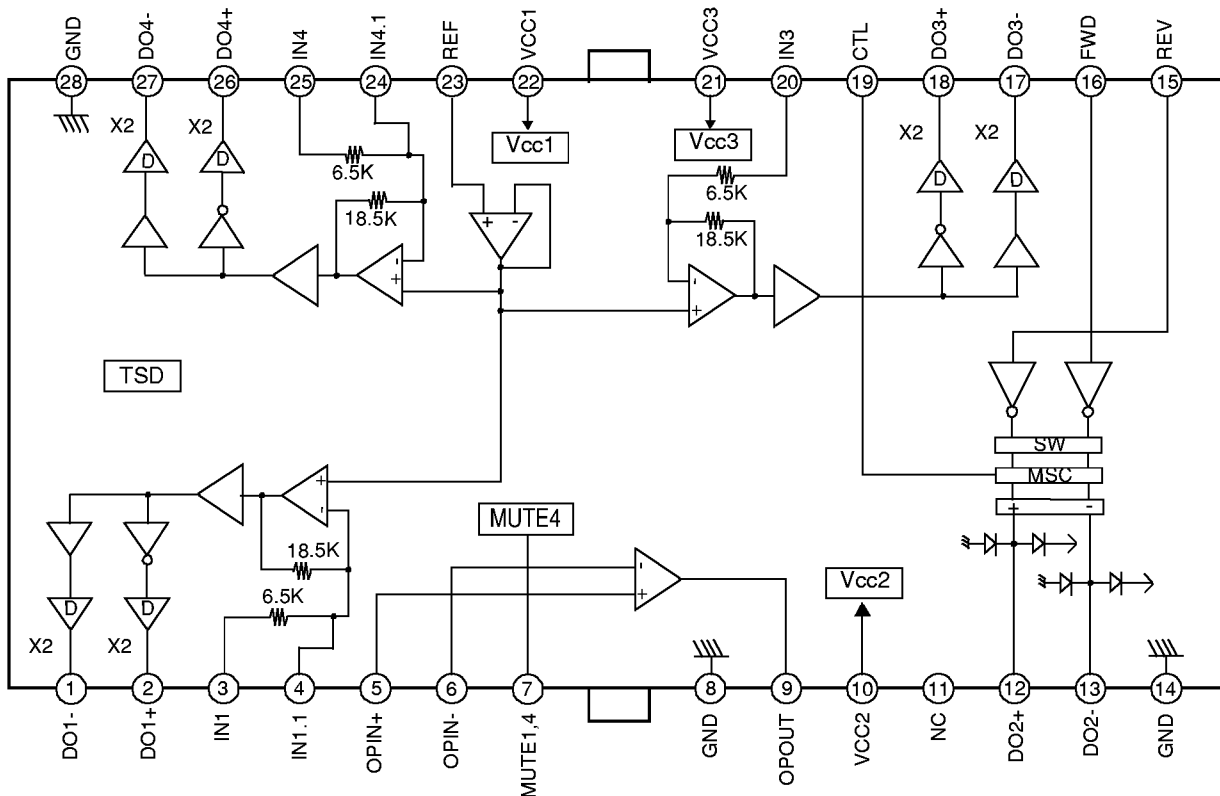 GND
DO4-
DO4+
IN4
IN4.1
REF
VCC1
VCC3
IN3
CTL
DO3+
DO3-
FWD
REV
28
27
26
25
24
23
22
21
20
19
18
17
16
15
X2
X2
Vcc1
Vcc3
X2
X2
D
D
6.5K
6.5K
D
D
18.5K
+
-
18.5K
-
+
-
+
TSD
SW
MSC
+
-
+
-
MUTE4
18.5K
-
+
Vcc2
6.5K
D
D
X2
X2
1
2
3
4
5
6
7
8
9
10
11
12
13
14
DO1-
DO1+
IN1
IN1.1
OPIN+
OPIN-
MUTE1,4
GND
OPOUT
VCC2
NC
DO2+
DO2-
GND